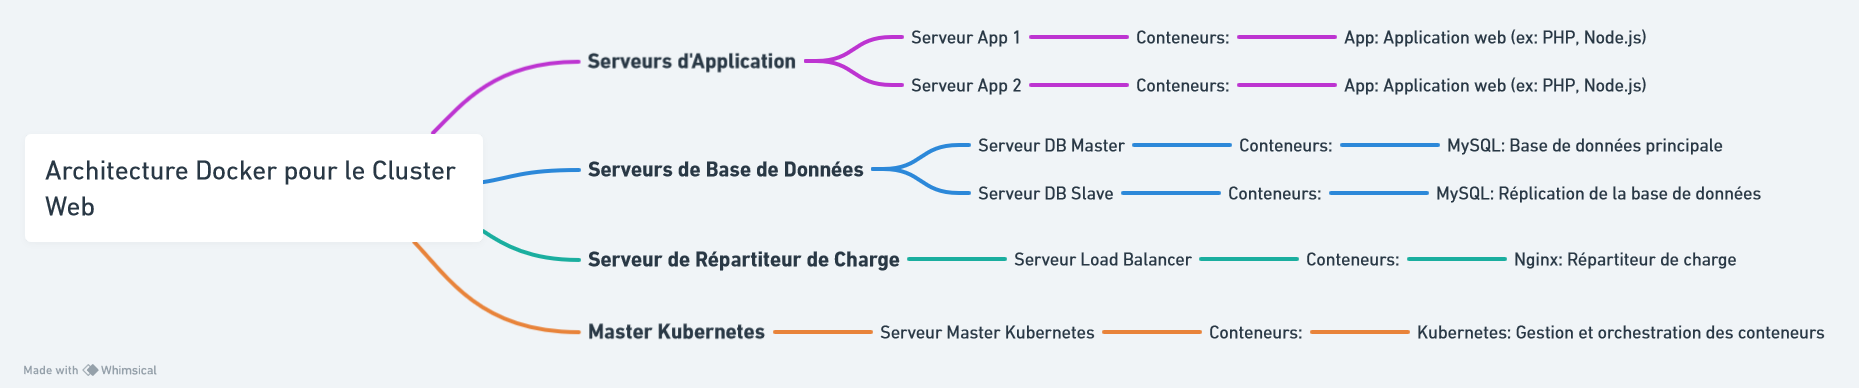 Architecture Docker pour le Cluster
Web
Serveurs d'Application
Serveur App 1
Conteneurs:
App: Application web (ex: PHP, Node.js)
Serveur App 2
Conteneurs:
App: Application web (ex: PHP, Node.js)
Serveurs de Base de Données
Serveur DB Master
Conteneurs:
MySQL: Base de données principale
Serveur DB Slave
Conteneurs:
MySQL: Réplication de la base de données
Serveur de Répartiteur de Charge
Serveur Load Balancer
Conteneurs:
Nginx: Répartiteur de charge
Master Kubernetes
Serveur Master Kubernetes
Conteneurs:
Kubernetes: Gestion et orchestration des conteneurs
Made with Whimsical